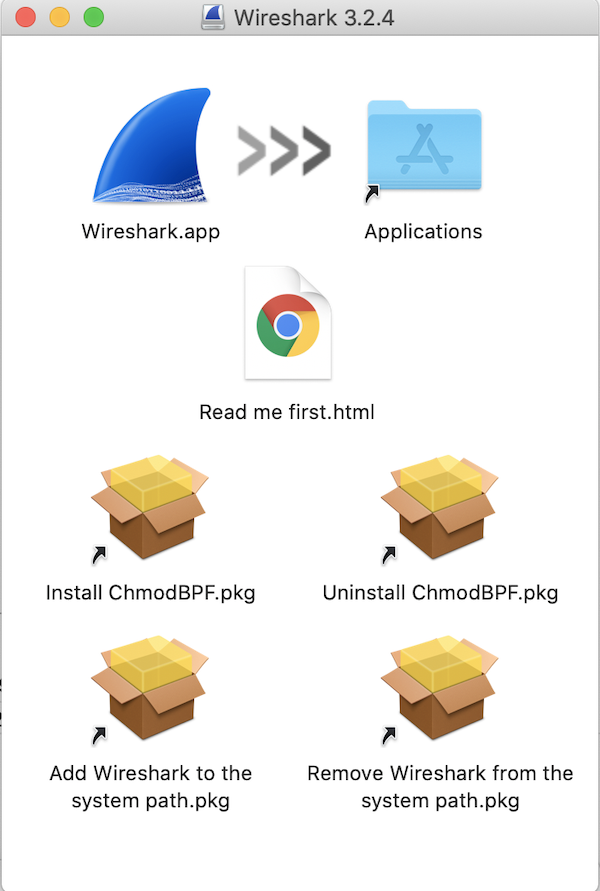 Wireshark 3.2.4
Wireshark.app
Applications
Read me first.html
Install ChmodBPF.pkg
Uninstall ChmodBPF.pkg
Add Wireshark to the
system path.pkg
Remove Wireshark from the
system path.pkg